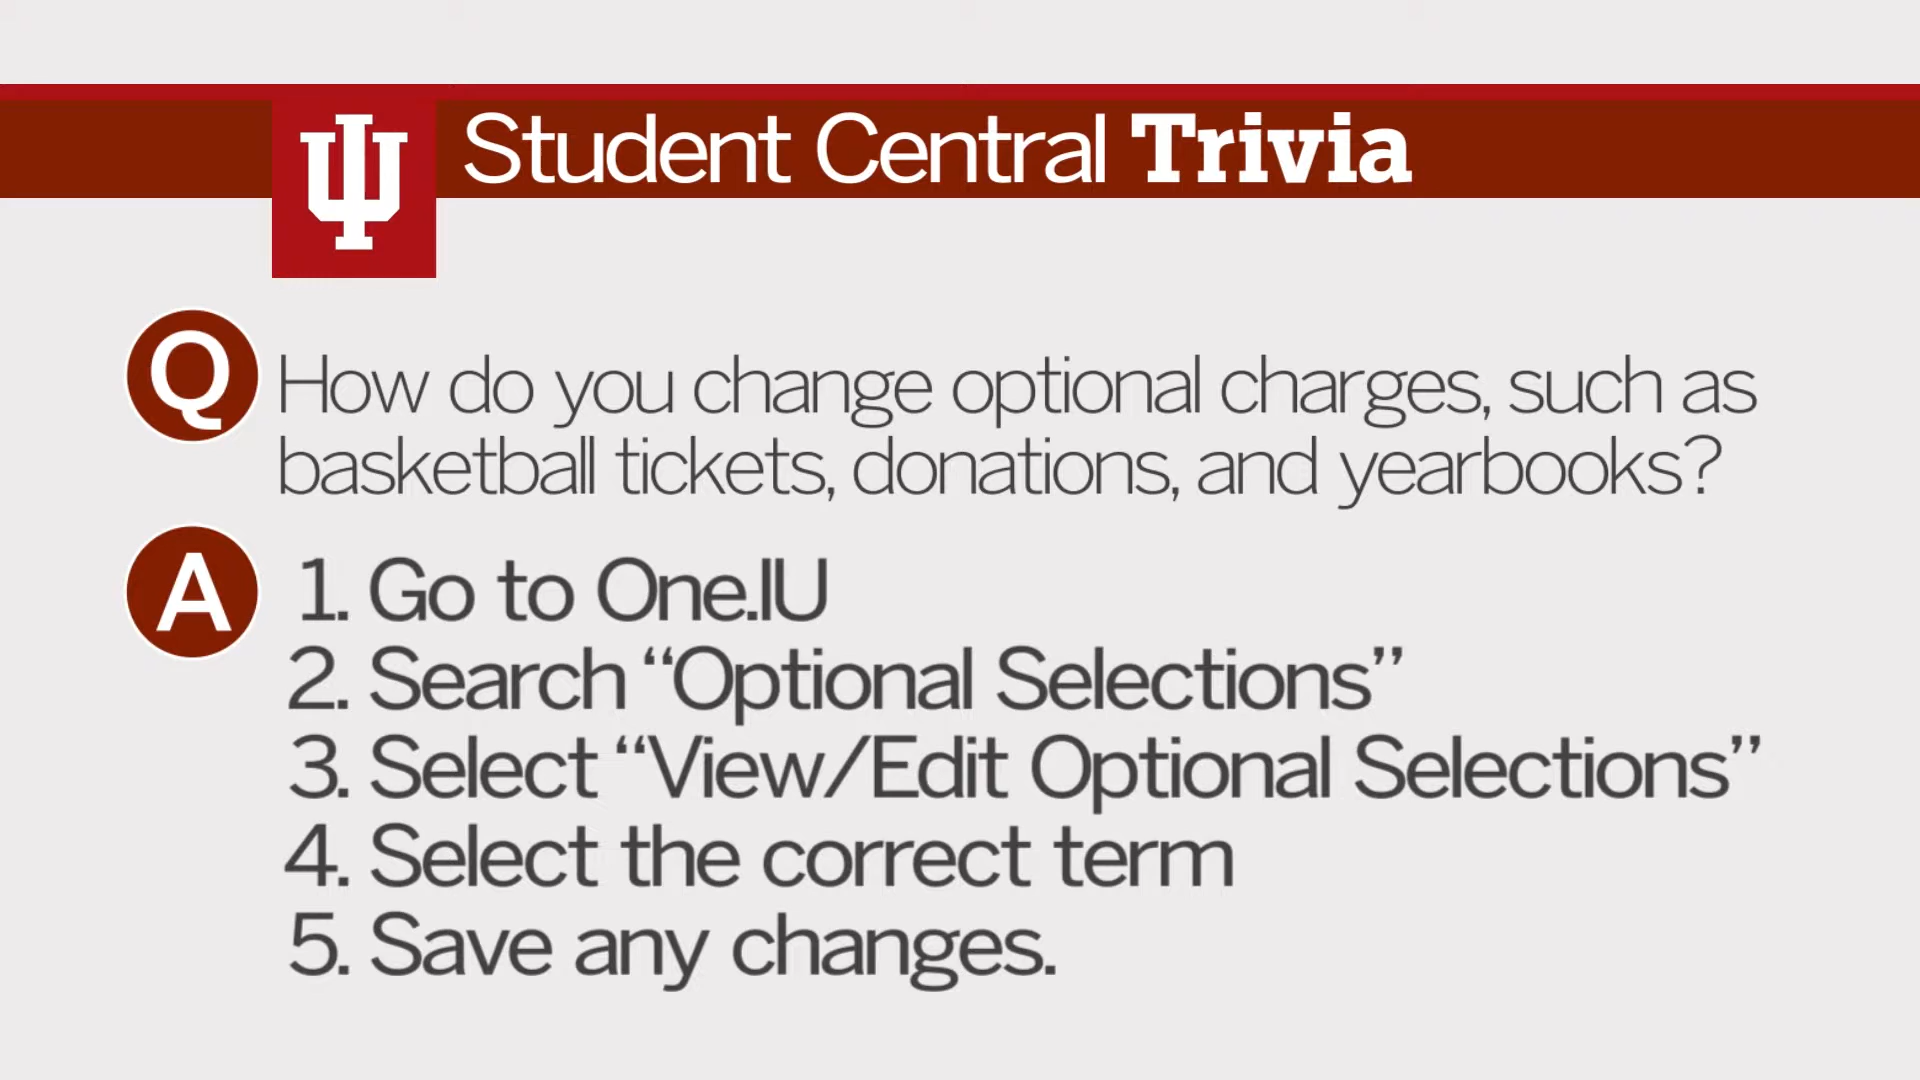 Student Central Trivia
Q
How do you change optional charges, such as
basketball tickets, donations, and yearbooks?
A
1. Go to One.IU
2. Search “Optional Selections”
3. Select “View/Edit Optional Selections”
4. Select the correct term
5. Save any changes.